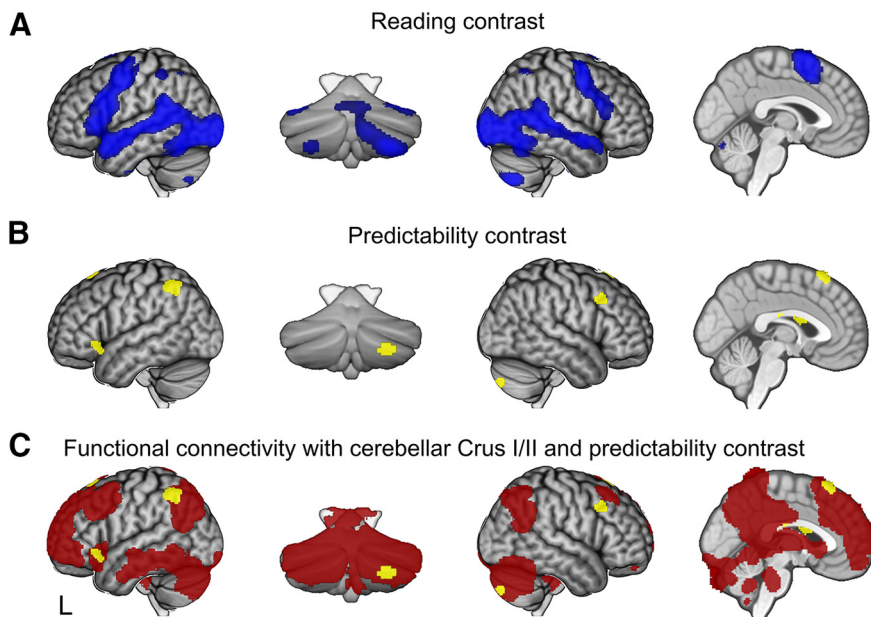 A
Reading contrast
B
Predictability contrast
C
Functional connectivity with cerebellar Crus I/II and predictability contrast
L